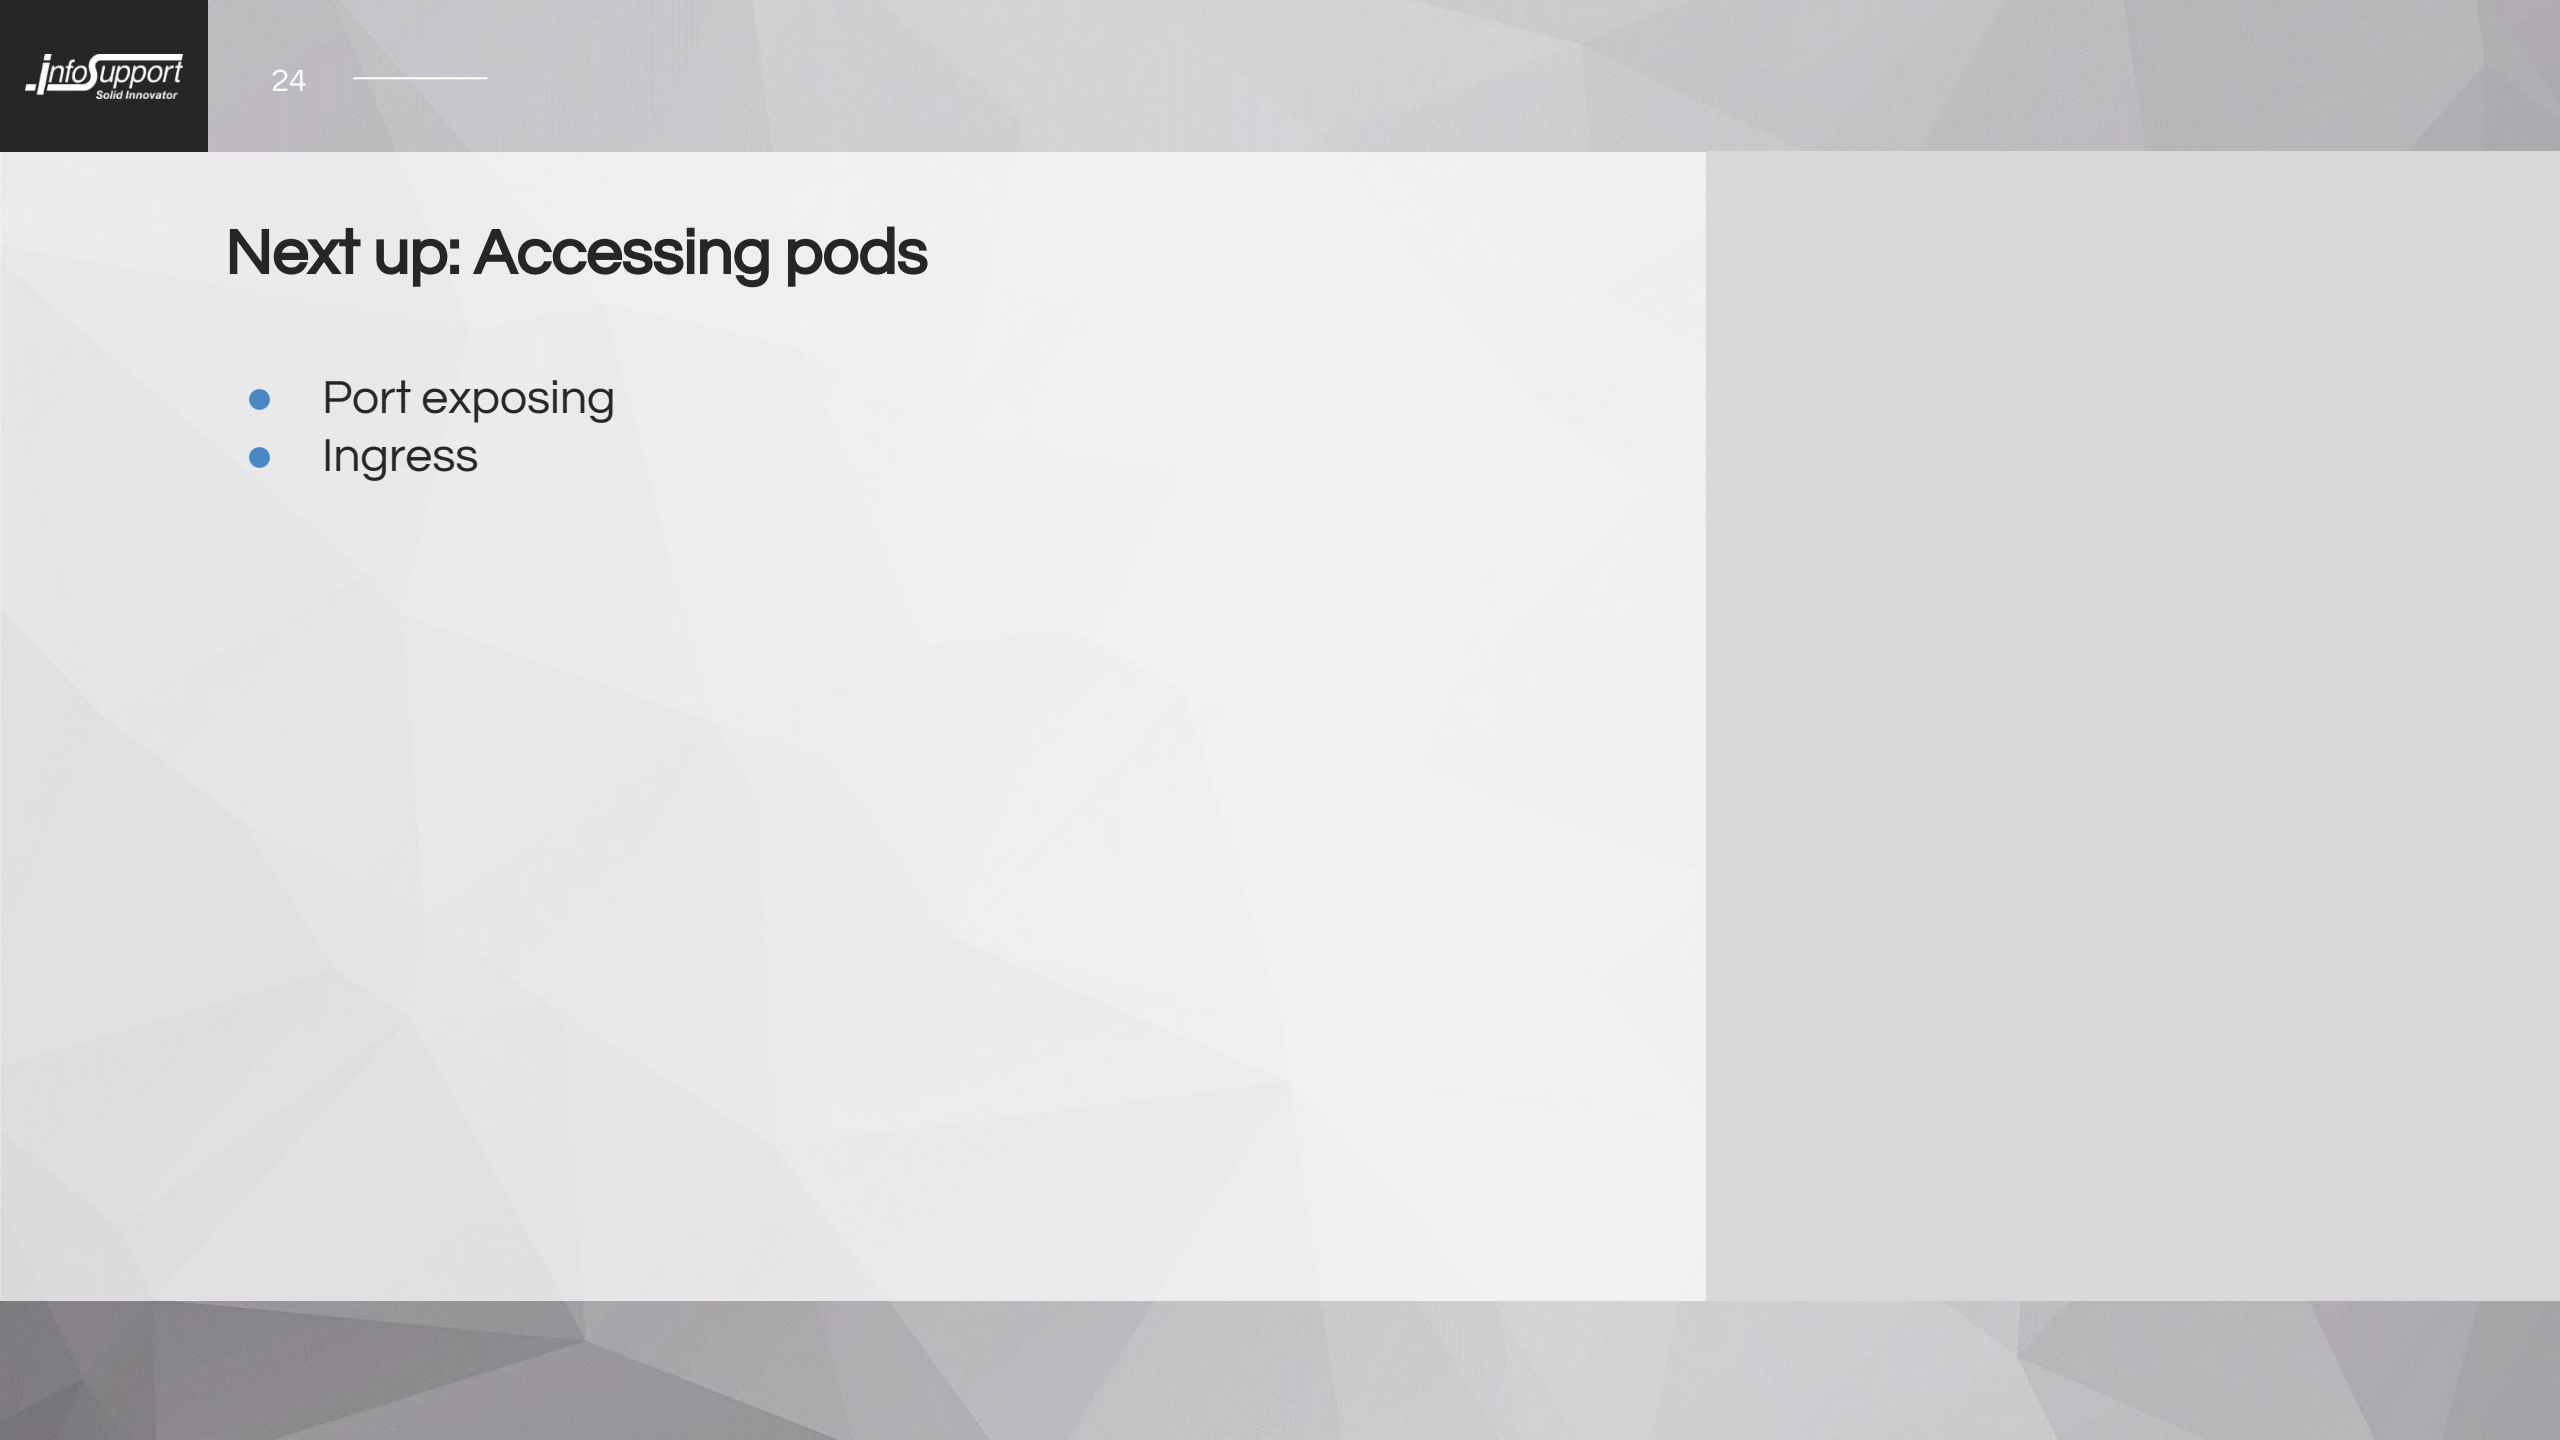 infoSupport
Solid Innovator
24
Next up: Accessing pods
Port exposing
Ingress